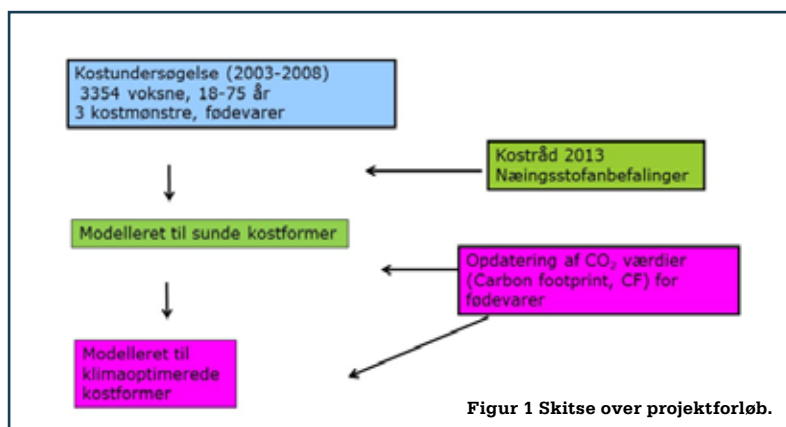 Kostundersøgelse (2003-2008)
3354 voksne, 18-75 år
3 kostmønstre, fødevarer
Kostråd 2013
Næingsstofanbefalinger
Modelleret til sunde kostformer
Opdatering af CO₂ værdier
(Carbon footprint, CF) for
fødevarer
Modelleret til
klimaoptimerede
kostformer
Figur 1 Skitse over projektforløb.